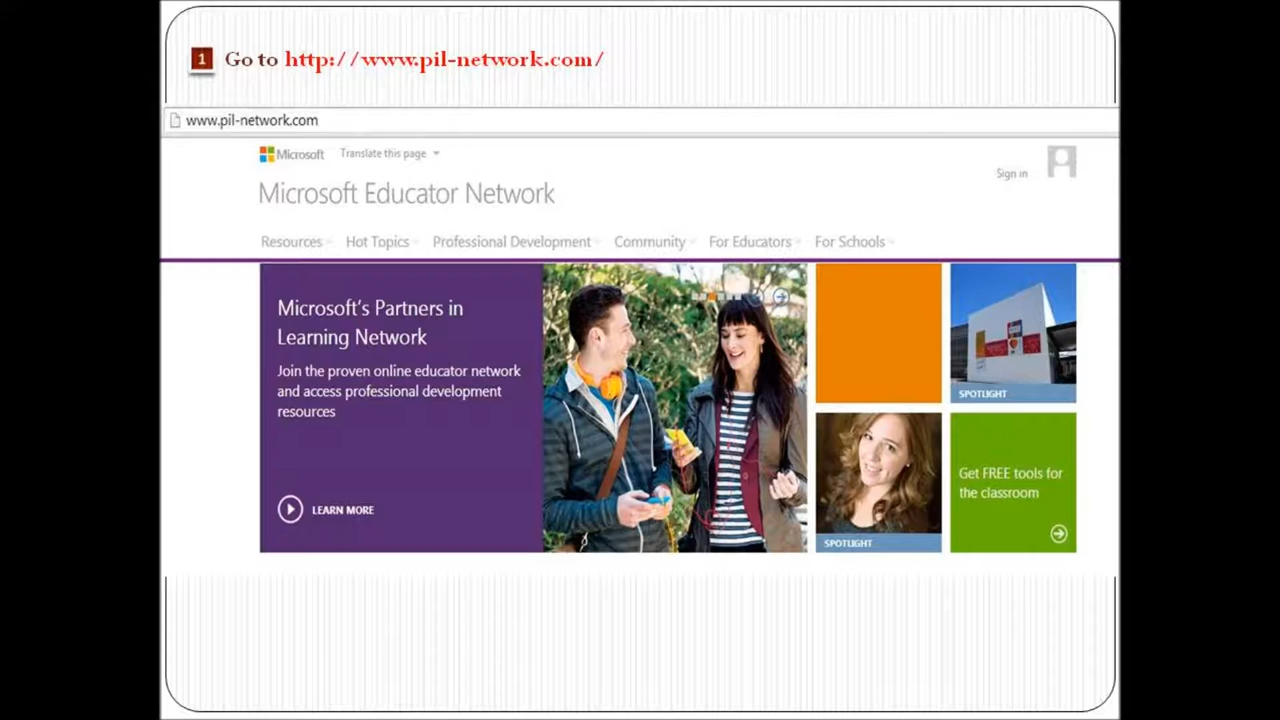 1 Go to http://www.pil-network.com/
www.pil-network.com
Microsoft Translate this page
Sign in
Microsoft Educator Network
Resources Hot Topics Professional Development Community For Educators For Schools
Microsoft's Partners in
Learning Network
Join the proven online educator network
and access professional development
resources
LEARN MORE
SPOTLIGHT
SPOTLIGHT
Get FREE tools for
the classroom